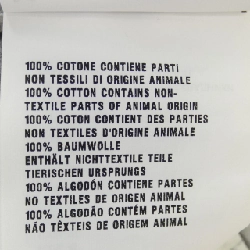 100% COTONE CONTIENE PARTI
NON TESSILI DI ORIGINE ANIMALE
100% COTTON CONTAINS NON-
TEXTILE PARTS OF ANIMAL ORIGIN
100% COTON CONTIENT DES PARTIES
NON TEXTILES D'ORIGINE ANIMALE
100% BAUMWOLLE
ENTHÄLT NICHTTEXTILE TEILE
TIERISCHEN URSPRUNGS
100% ALGODÓN CONTIENE PARTES
NO TEXTILES DE ORIGEN ANIMAL
100% ALGODÃO CONTÉM PARTES
NÃO TÊXTEIS DE ORIGEM ANIMAL